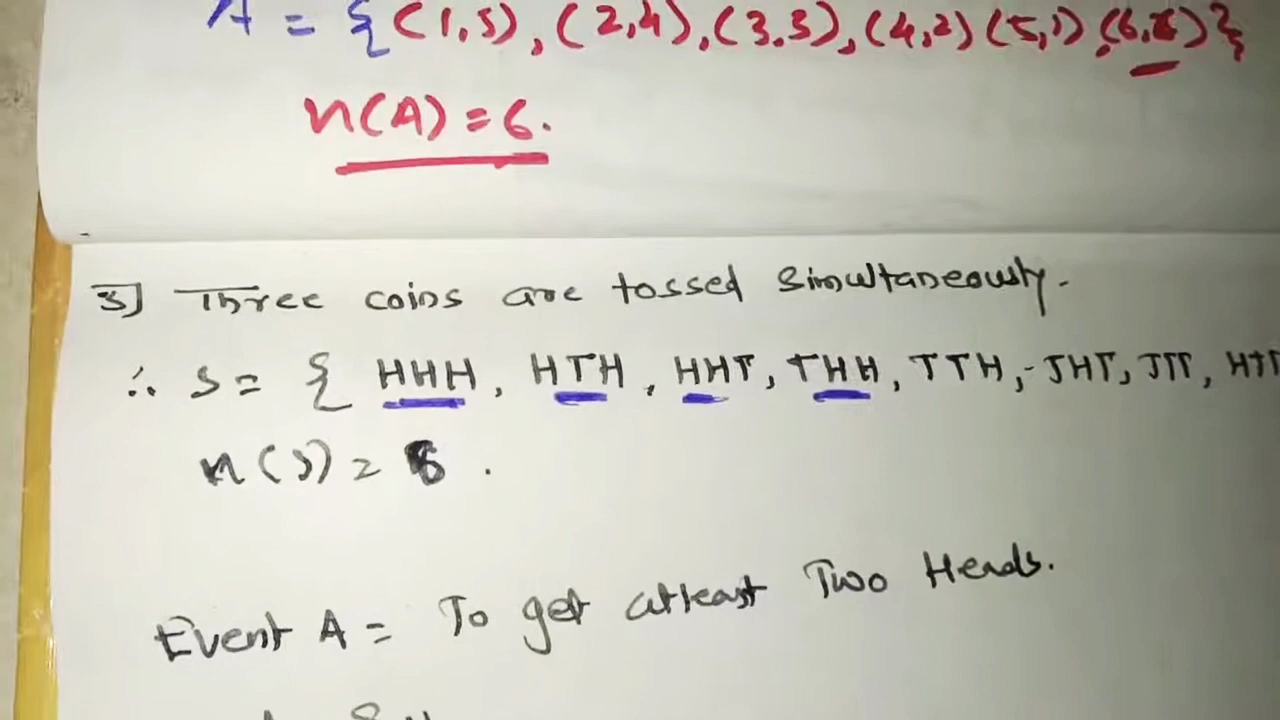 A = {(1,5), (2,4), (3,3), (4,2) (5,1), (6,6)}
n(A) = 6.
3] Three coins are tossed simultaneously.
∴ S = { HHH, HTH, HHT, THH, TTH, THT, TTT, HTT
n(S) = 8.
Event A = To get atleast Two Heads.